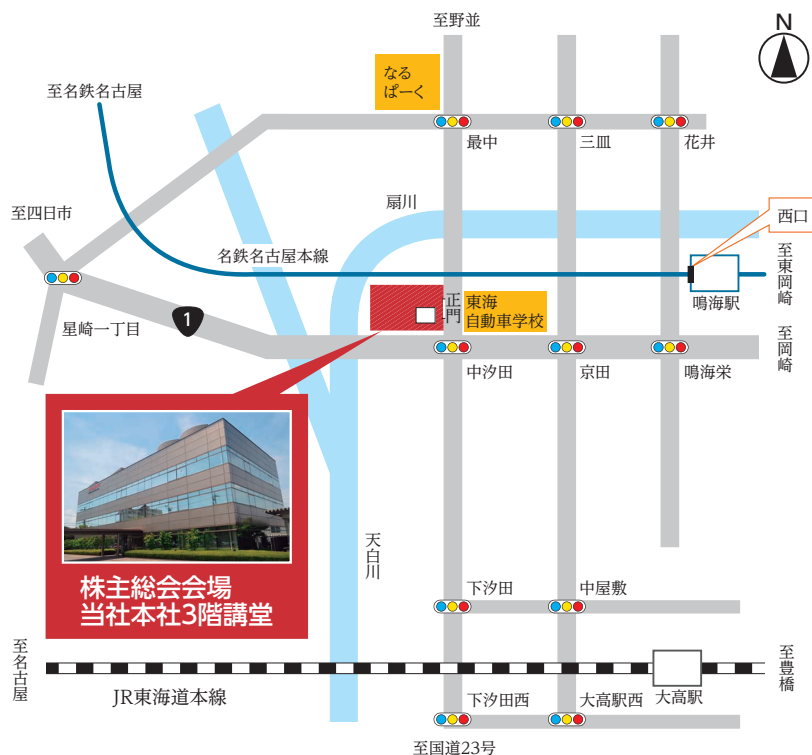 至野並
N
なる
ぱーく
至名鉄名古屋
最中
三皿
花井
扇川
西口
至四日市
名鉄名古屋本線
至東岡崎
鳴海駅
正門
東海
自動車学校
1
星崎一丁目
至岡崎
中汐田
京田
鳴海栄
天白川
株主総会会場
当社本社3階講堂
下汐田
中屋敷
至名古屋
至豊橋
JR東海道本線
大高駅
下汐田西
大高駅西
至国道23号